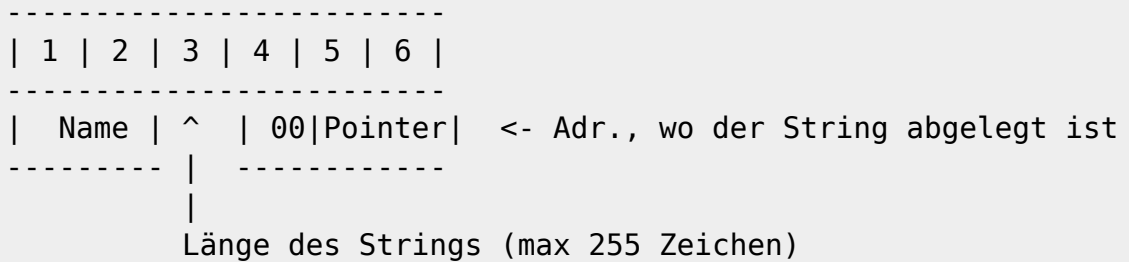 -------------------------
| 1 | 2 | 3 | 4 | 5 | 6 |
-------------------------
|  Name | ^  | 00|Pointer|  <- Adr., wo der String abgelegt ist
--------- |  ------------
          |
          Länge des Strings (max 255 Zeichen)